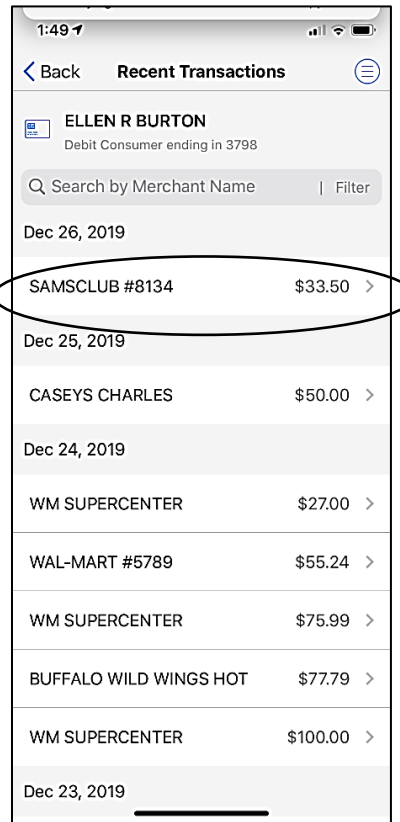 1:49
Back Recent Transactions
ELLEN R BURTON
Debit Consumer ending in 3798
Search by Merchant Name | Filter
Dec 26, 2019
SAMSCLUB #8134 $33.50
Dec 25, 2019
CASEYS CHARLES $50.00
Dec 24, 2019
WM SUPERCENTER $27.00
WAL-MART #5789 $55.24
WM SUPERCENTER $75.99
BUFFALO WILD WINGS HOT $77.79
WM SUPERCENTER $100.00
Dec 23, 2019